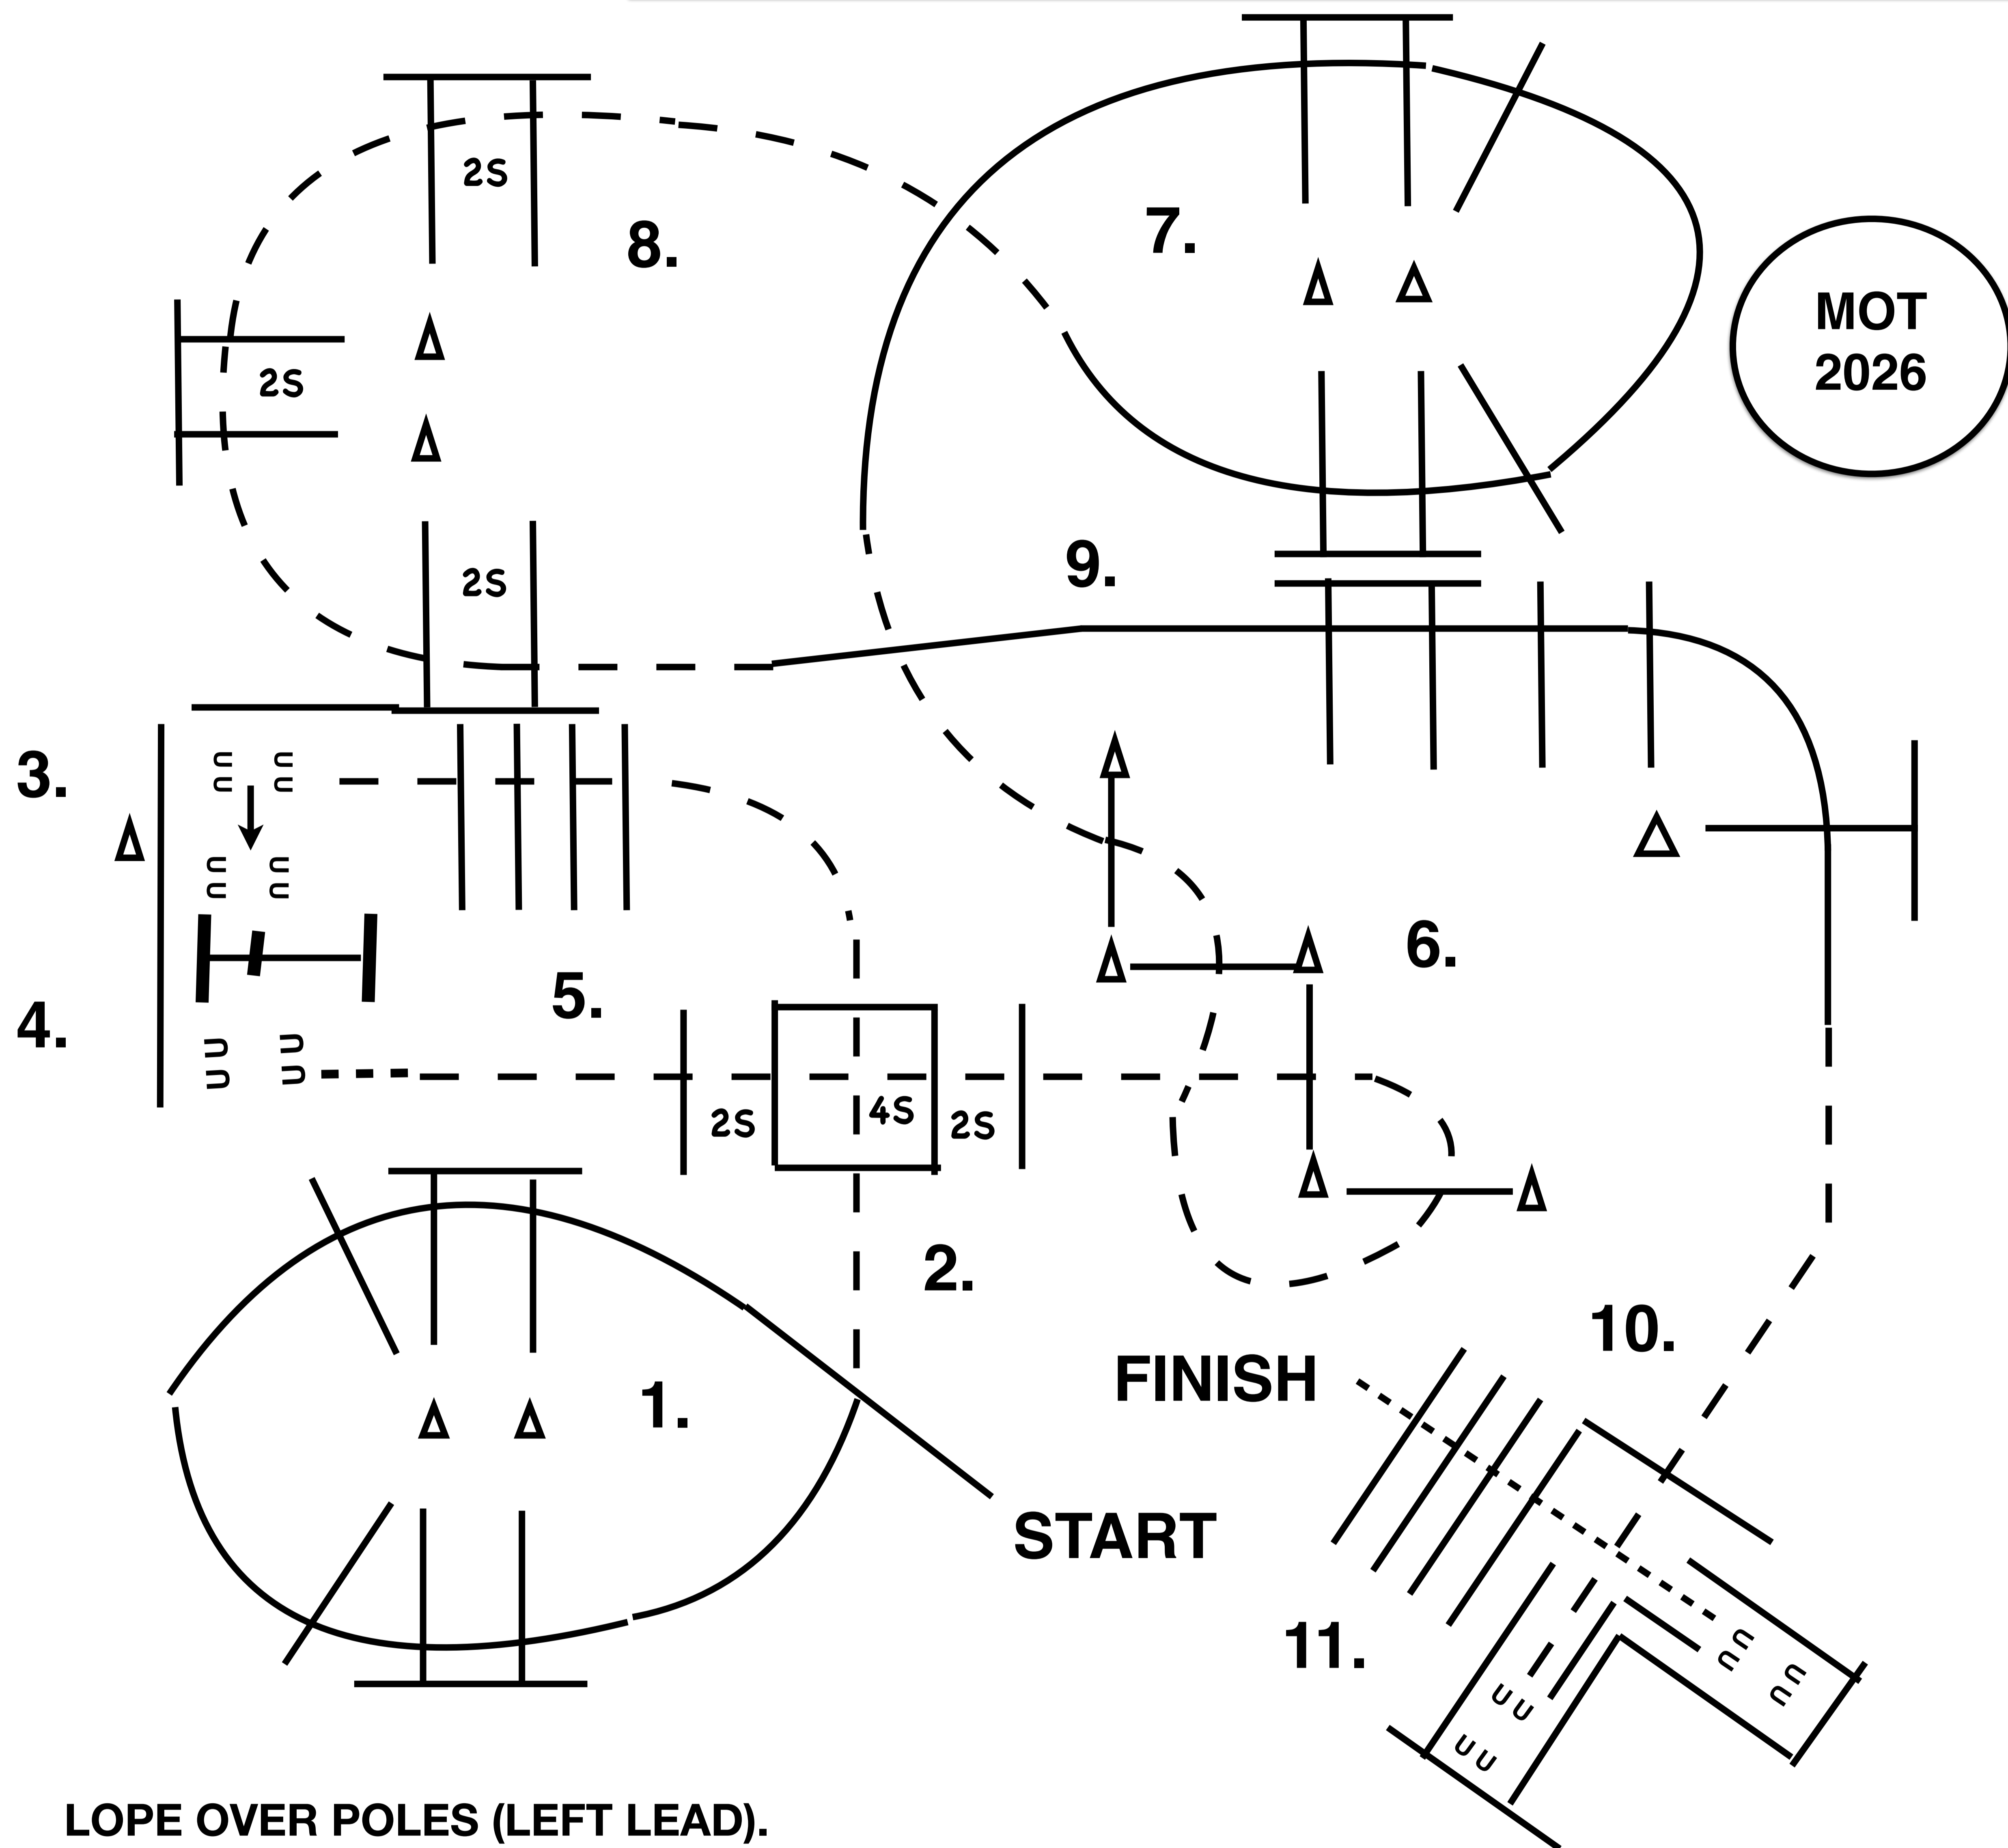 7.
2S
8.
MOT
2026
2S
9.
2S
3.
6.
5.
4.
2S
4S
2S
2.
10.
FINISH
1.
START
11.
LOPE OVER POLES (LEFT LEAD).